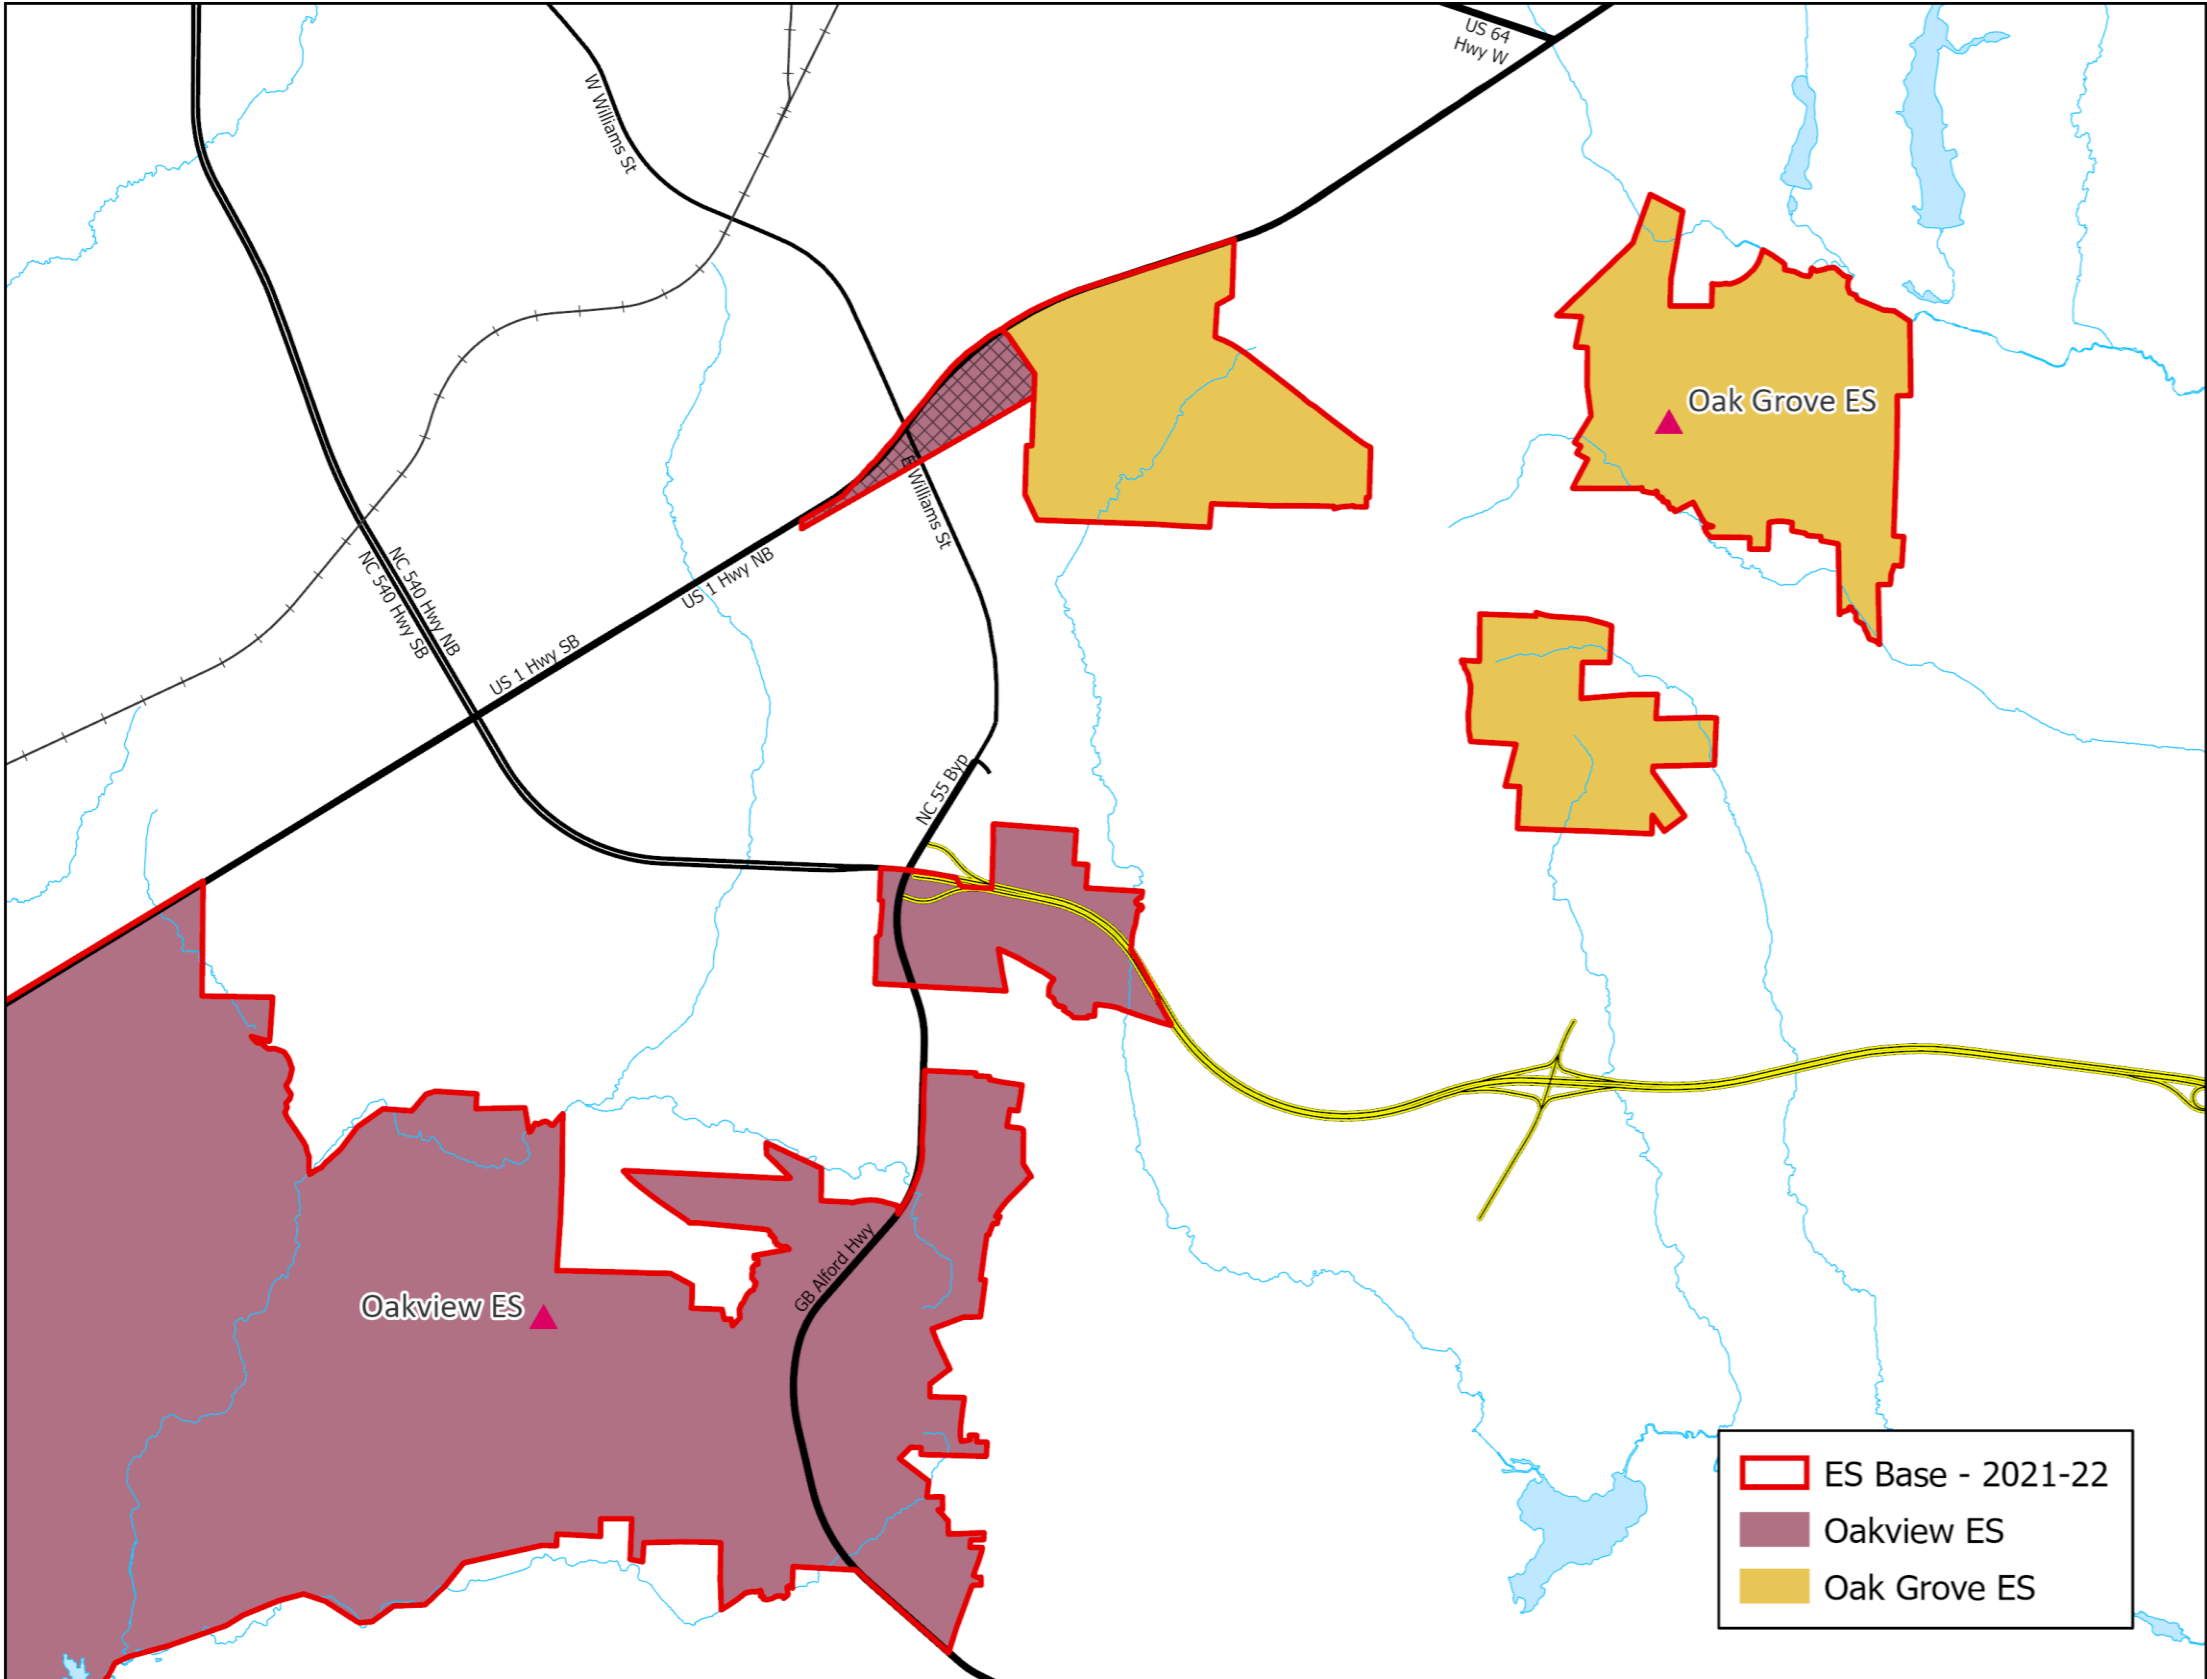 US 64
Hwy W
W Williams St
Oak Grove ES
E Williams St
NC 540 Hwy NB
NC 540 Hwy SB
US 1 Hwy NB
US 1 Hwy SB
NC 55 Byp
GB Alford Hwy
Oakview ES
ES Base - 2021-22
Oakview ES
Oak Grove ES